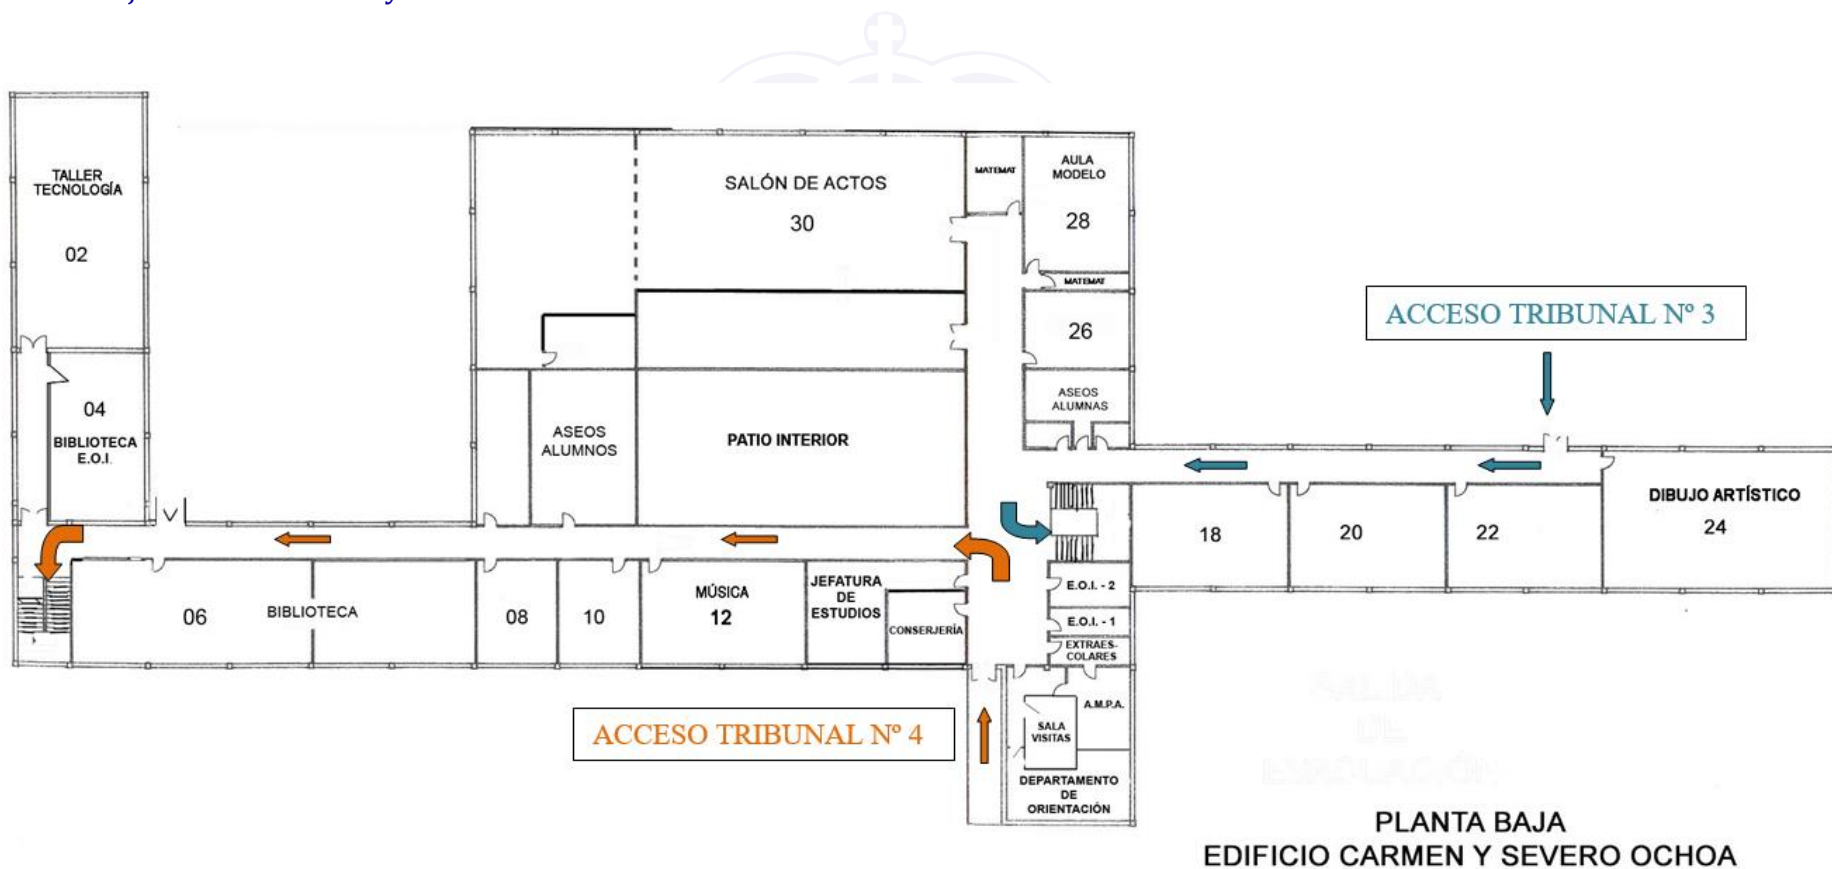 TALLER
TECNOLOGÍA
02
04
BIBLIOTECA
E.O.I.
SALÓN DE ACTOS
30
MATEMAT
AULA
MODELO
28
MATEMAT
26
ASEOS
ALUMNAS
ACCESO TRIBUNAL Nº 3
ASEOS
ALUMNOS
PATIO INTERIOR
18
20
22
DIBUJO ARTÍSTICO
24
06
BIBLIOTECA
08
10
MÚSICA
12
JEFATURA
DE
ESTUDIOS
CONSERJERÍA
E.O.I. - 2
E.O.I. - 1
EXTRAES-
COLARES
ACCESO TRIBUNAL Nº 4
A.M.P.A.
SALA
VISITAS
DEPARTAMENTO
DE
ORIENTACIÓN
SALIDA
DE
EVACUACIÓN
PLANTA BAJA
EDIFICIO CARMEN Y SEVERO OCHOA